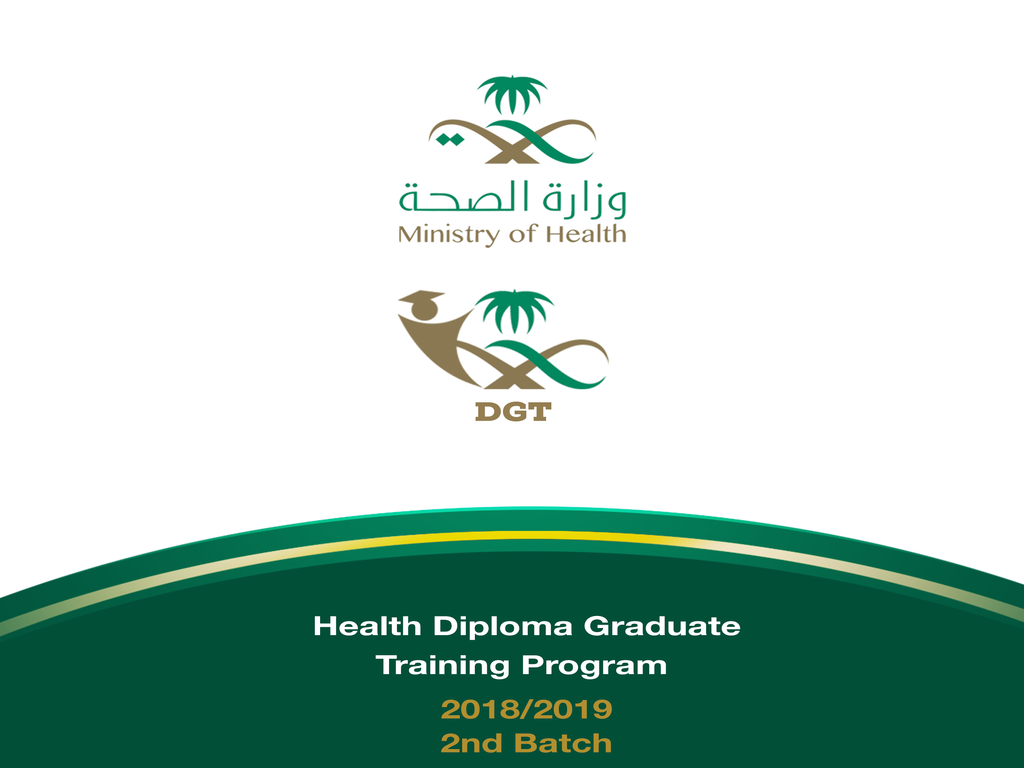 وزارة الصحة
Ministry of Health
DGT
Health Diploma Graduate
Training Program
2018/2019
2nd Batch